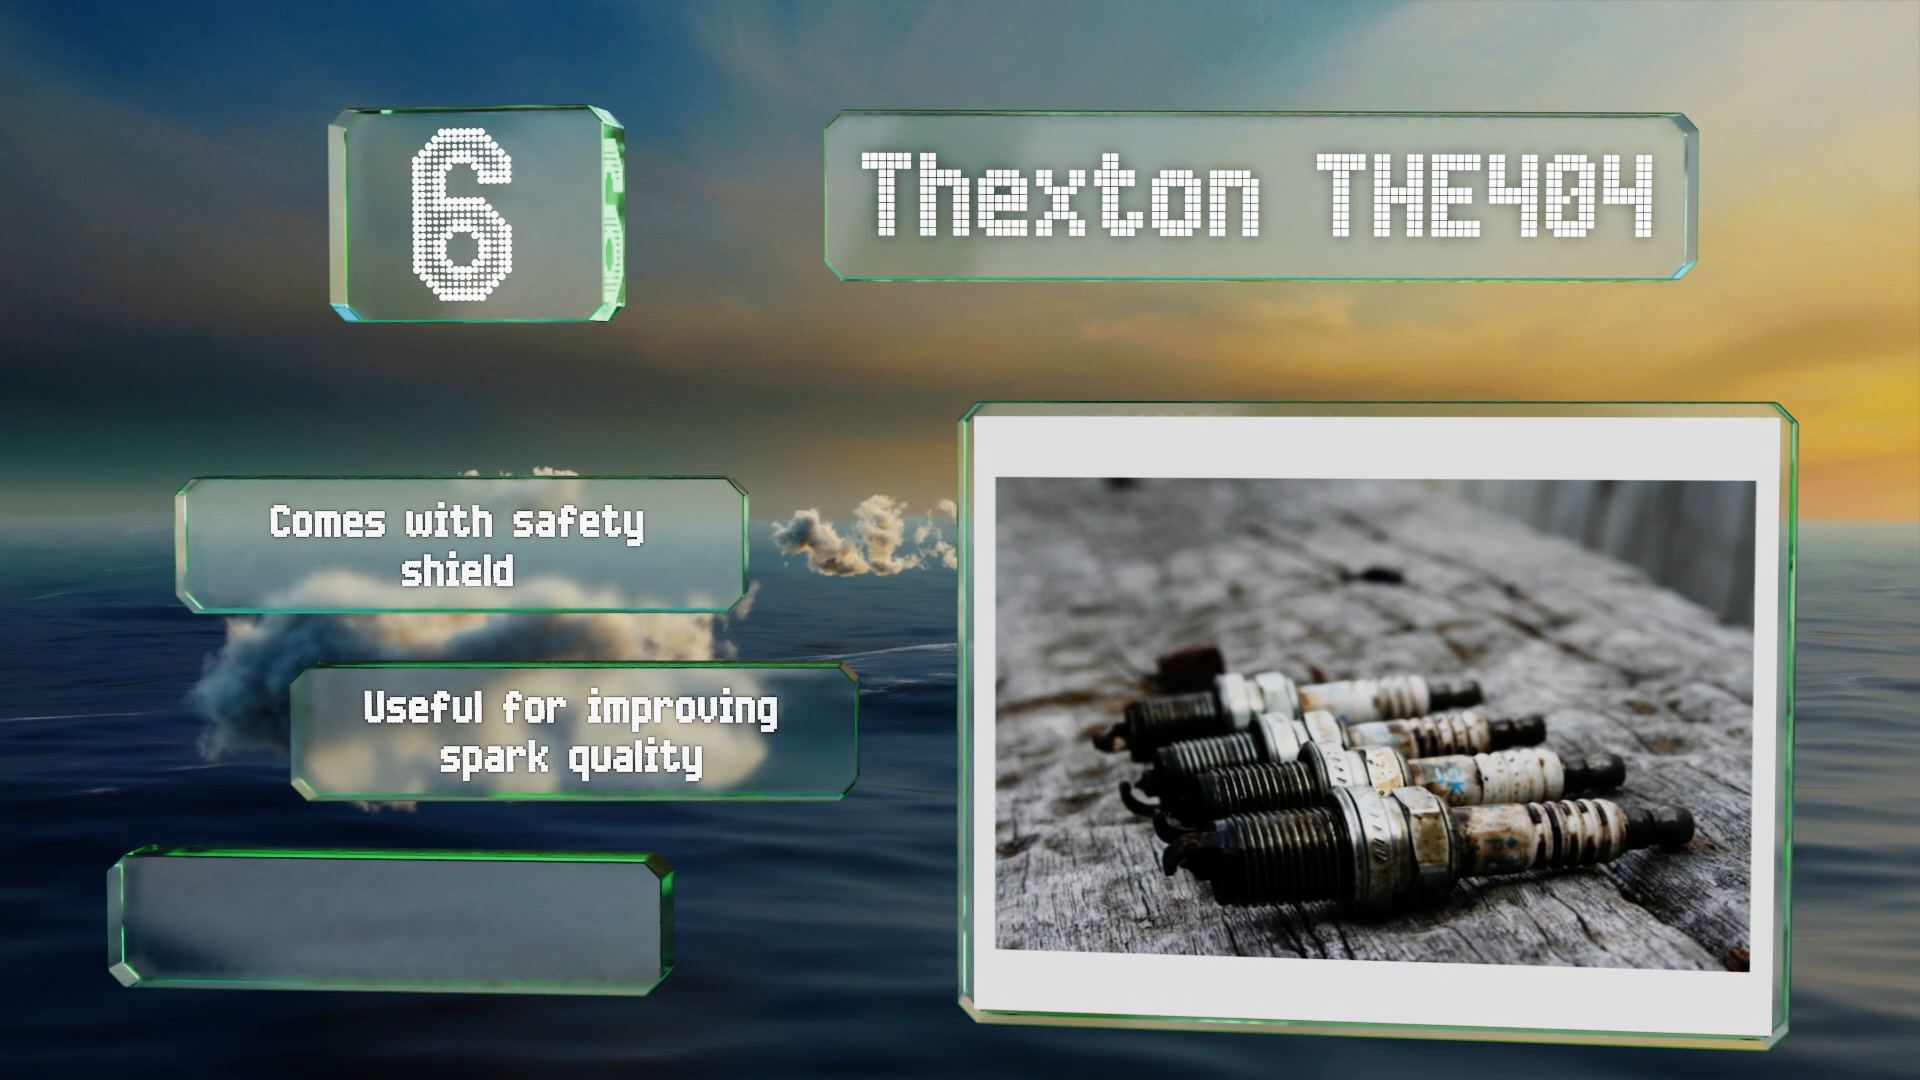 6
Thexton THE404
Comes with safety
shield
Useful for improving
spark quality